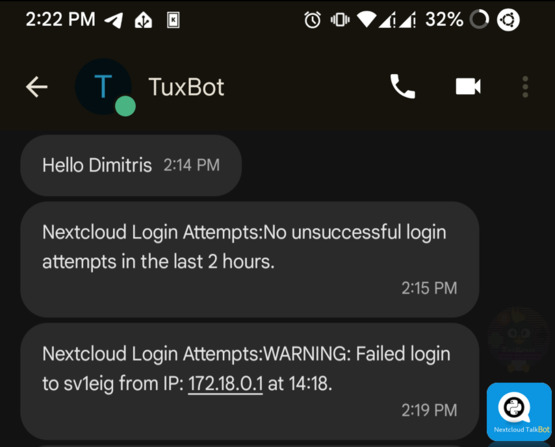 2:22 PM 32%
T TuxBot
Hello Dimitris 2:14 PM
Nextcloud Login Attempts:No unsuccessful login
attempts in the last 2 hours.
2:15 PM
Nextcloud Login Attempts:WARNING: Failed login
to sv1eig from IP: 172.18.0.1 at 14:18.
2:19 PM
Nextcloud TalkBot